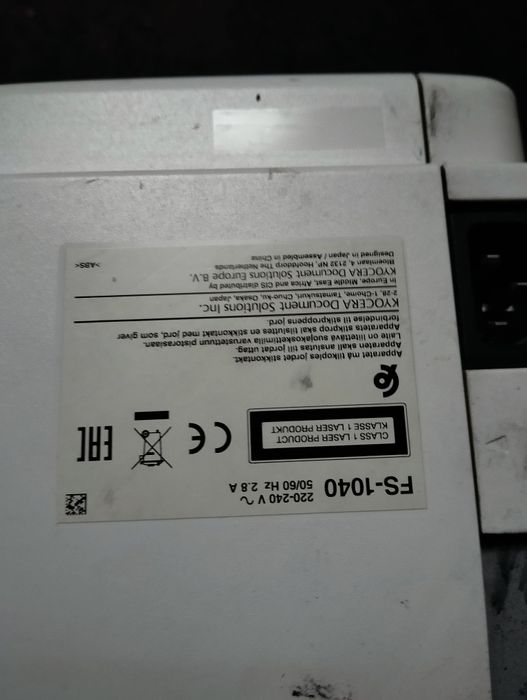 FS-1040
220-240 V ~
50/60 Hz 2.8 A
CLASS 1 LASER PRODUCT
KLASSE 1 LASER PRODUKT
CE
EAC
Apparatet må tilkoples jordet stikkontakt.
Apparaten skall anslutas till jordat uttag.
Laite on liitettävä suojakoskettimilla varustettuun pistorasiaan.
Apparatets stikprop skal tilsluttes en stikkontakt med jord, som giver
forbindelse til stikproppens jord.
KYOCERA Document Solutions Inc.
2-28, 1-Chome, Tamatsukuri, Chuo-ku, Osaka, Japan
In Europe, Middle East, Africa and CIS distributed by
KYOCERA Document Solutions Europe B.V.
Bloemlaan 4, 2132 NP, Hoofddorp The Netherlands
Designed in Japan / Assembled in China
>ABS<